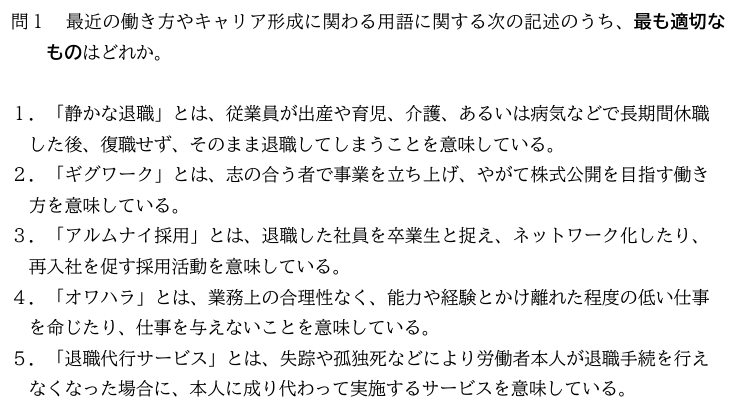 問１　最近の働き方やキャリア形成に関わる用語に関する次の記述のうち、最も適切な
ものはどれか。
１．「静かな退職」とは、従業員が出産や育児、介護、あるいは病気などで長期間休職
した後、復職せず、そのまま退職してしまうことを意味している。
２．「ギグワーク」とは、志の合う者で事業を立ち上げ、やがて株式公開を目指す働き
方を意味している。
３．「アルムナイ採用」とは、退職した社員を卒業生と捉え、ネットワーク化したり、
再入社を促す採用活動を意味している。
４．「オワハラ」とは、業務上の合理性なく、能力や経験とかけ離れた程度の低い仕事
を命じたり、仕事を与えないことを意味している。
５．「退職代行サービス」とは、失踪や孤独死などにより労働者本人が退職手続を行え
なくなった場合に、本人に成り代わって実施するサービスを意味している。